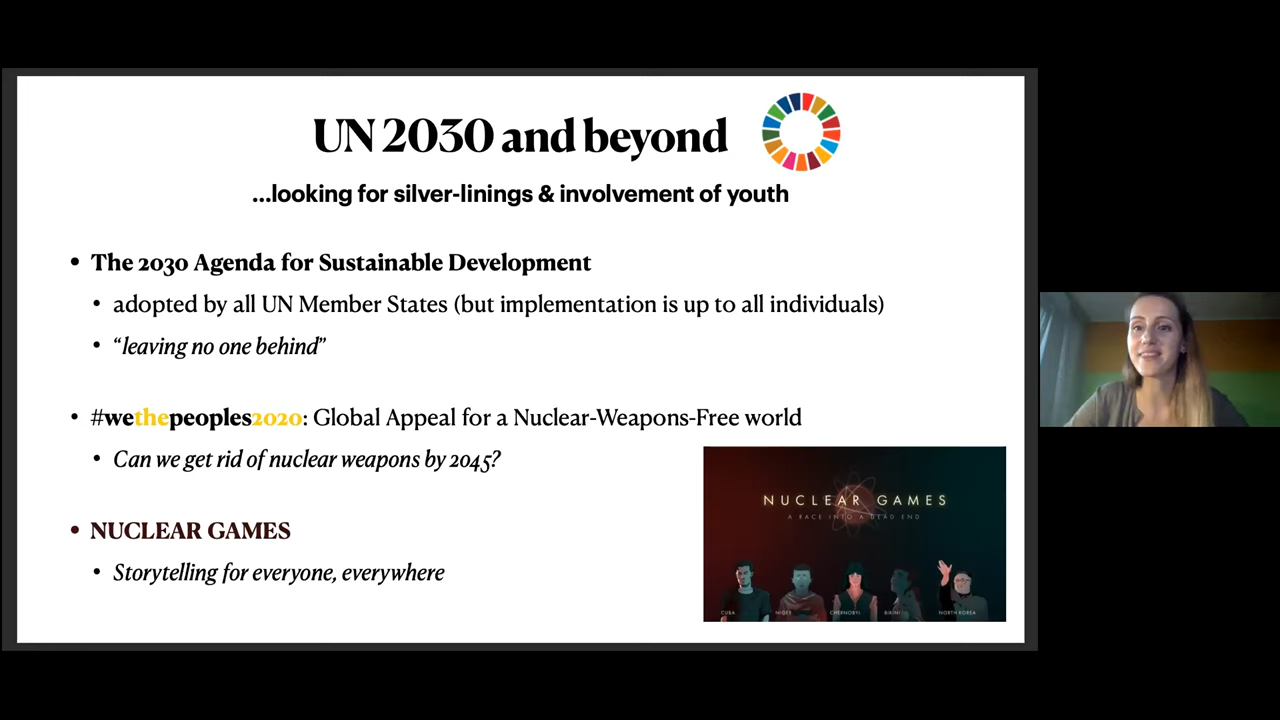 UN 2030 and beyond
...looking for silver-linings & involvement of youth
• The 2030 Agenda for Sustainable Development
• adopted by all UN Member States (but implementation is up to all individuals)
• “leaving no one behind”
• #wethepeoples2020: Global Appeal for a Nuclear-Weapons-Free world
• Can we get rid of nuclear weapons by 2045?
NUCLEAR GAMES
A RACE INTO A DEAD END
CUBA NIGER CHERNOBYL BIKINI NORTH KOREA
• NUCLEAR GAMES
• Storytelling for everyone, everywhere